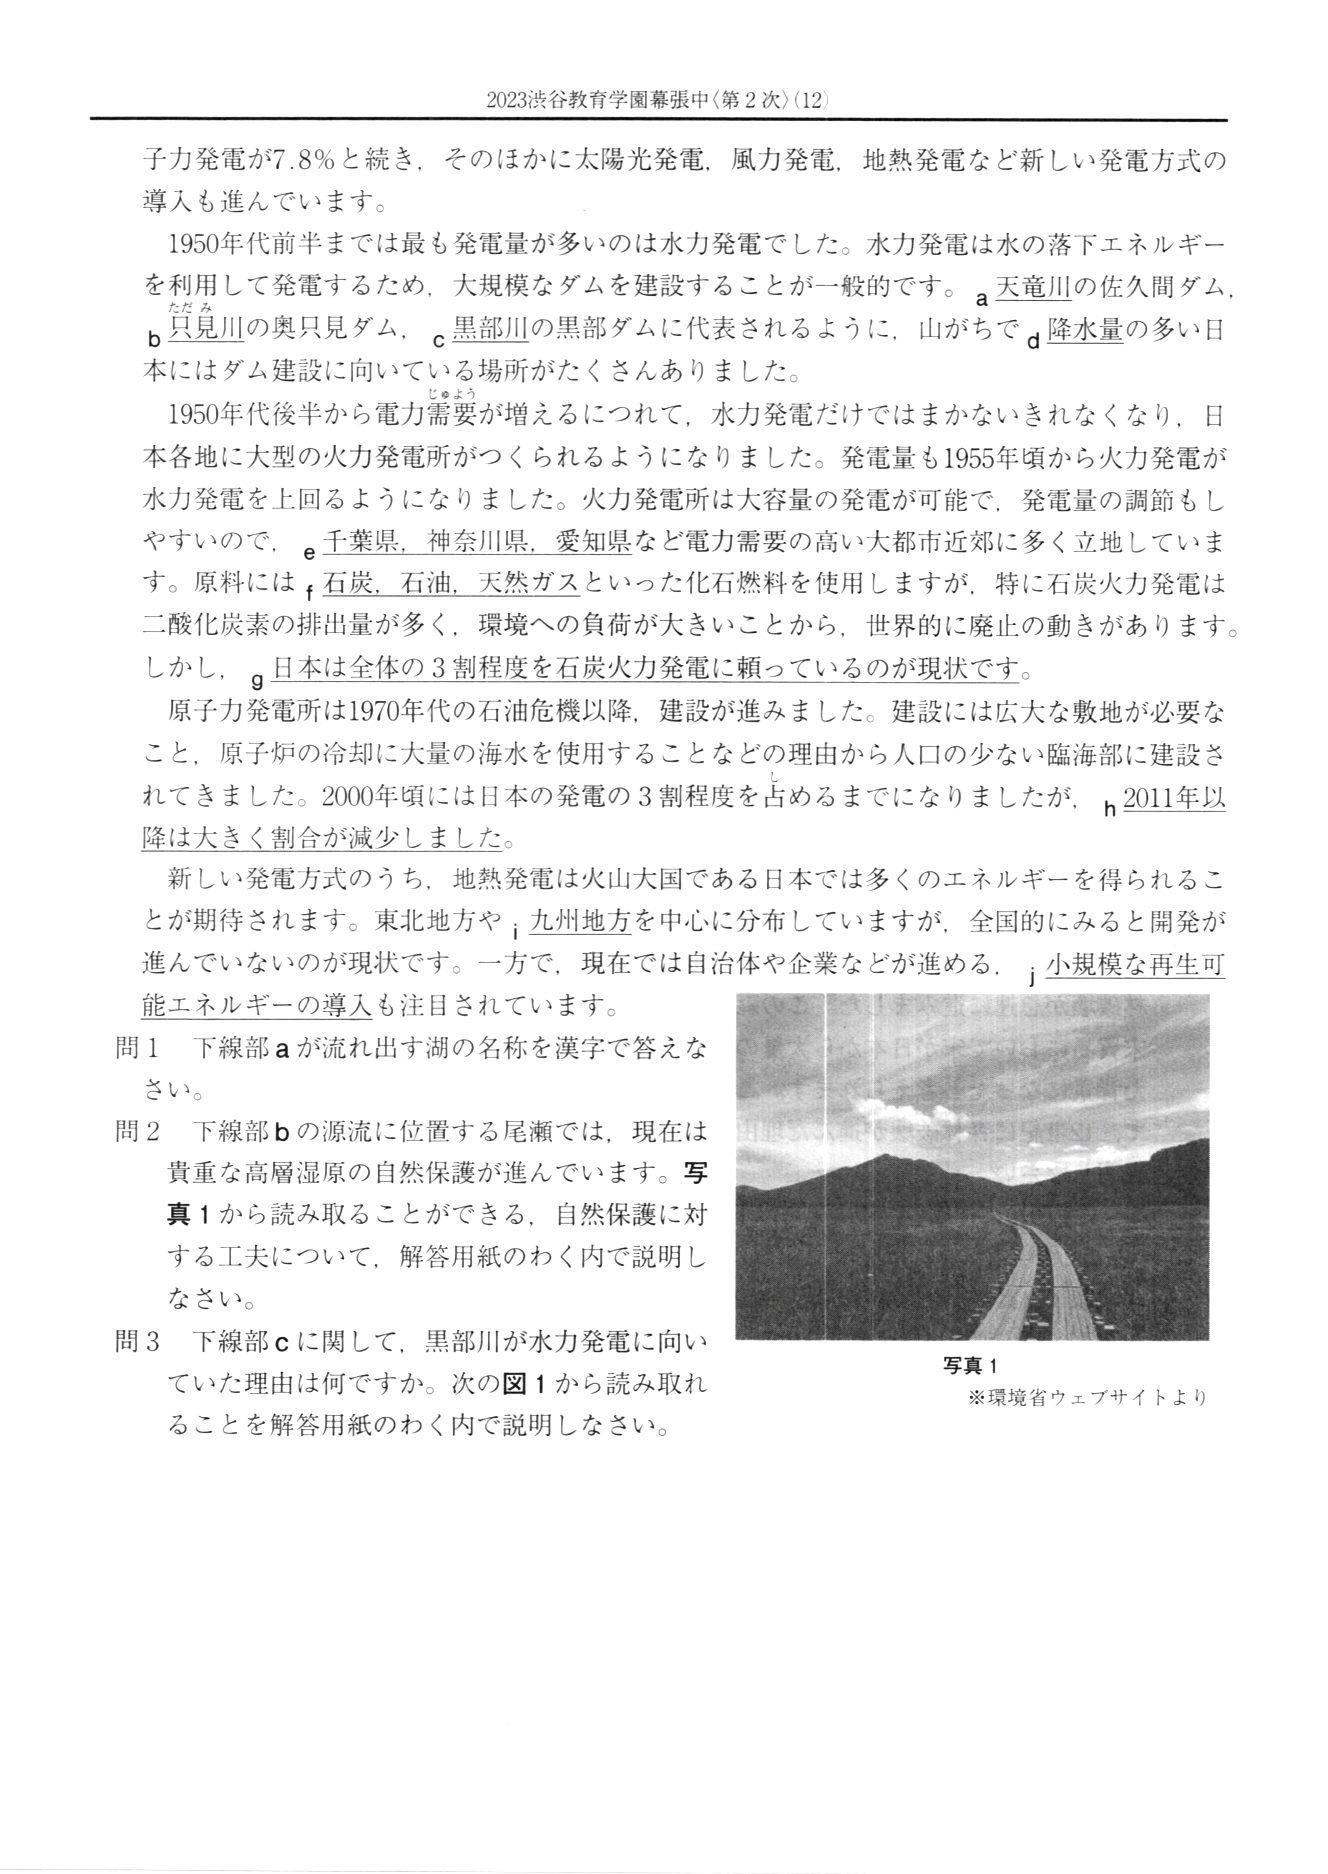 2023渋谷教育学園幕張中〈第2次〉(12)
子力発電が7.8%と続き，そのほかに太陽光発電，風力発電，地熱発電など新しい発電方式の
導入も進んでいます。
1950年代前半までは最も発電量が多いのは水力発電でした。水力発電は水の落下エネルギー
を利用して発電するため，大規模なダムを建設することが一般的です。a天竜川の佐久間ダム，
ただみ
b只見川の奥只見ダム，c黒部川の黒部ダムに代表されるように，山がちでd降水量の多い日
本にはダム建設に向いている場所がたくさんありました。
じゅよう
1950年代後半から電力需要が増えるにつれて，水力発電だけではまかないきれなくなり，日
本各地に大型の火力発電所がつくられるようになりました。発電量も1955年頃から火力発電が
水力発電を上回るようになりました。火力発電所は大容量の発電が可能で，発電量の調節もし
やすいので，e千葉県，神奈川県，愛知県など電力需要の高い大都市近郊に多く立地していま
す。原料にはf石炭，石油，天然ガスといった化石燃料を使用しますが，特に石炭火力発電は
二酸化炭素の排出量が多く，環境への負荷が大きいことから，世界的に廃止の動きがあります。
しかし，g日本は全体の3割程度を石炭火力発電に頼っているのが現状です。
原子力発電所は1970年代の石油危機以降，建設が進みました。建設には広大な敷地が必要な
こと，原子炉の冷却に大量の海水を使用することなどの理由から人口の少ない臨海部に建設さ
し
れてきました。2000年頃には日本の発電の3割程度を占めるまでになりましたが，h2011年以
降は大きく割合が減少しました。
新しい発電方式のうち，地熱発電は火山大国である日本では多くのエネルギーを得られるこ
とが期待されます。東北地方やi九州地方を中心に分布していますが，全国的にみると開発が
進んでいないのが現状です。一方で，現在では自治体や企業などが進める，j小規模な再生可
能エネルギーの導入も注目されています。
問1　下線部aが流れ出す湖の名称を漢字で答えな
さい。
問2　下線部bの源流に位置する尾瀬では，現在は
貴重な高層湿原の自然保護が進んでいます。写
真1から読み取ることができる，自然保護に対
する工夫について，解答用紙のわく内で説明し
なさい。
問3　下線部cに関して，黒部川が水力発電に向い
ていた理由は何ですか。次の図1から読み取れ
ることを解答用紙のわく内で説明しなさい。
写真1
※環境省ウェブサイトより